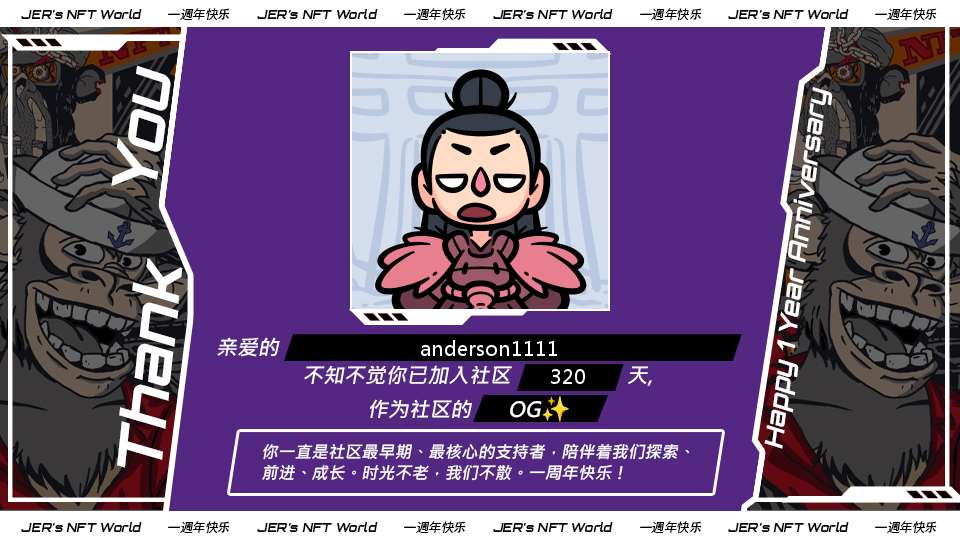 JER's NFT World 一週年快乐 JER's NFT World 一週年快乐 JER's NFT World 一週年快乐 JER's NFT World 一週年快乐
Thank You
亲爱的 anderson1111
不知不觉你已加入社区 320 天,
作为社区的 OG✨
你一直是社区最早期、最核心的支持者，陪伴着我们探索、
前进、成长。时光不老，我们不散。一周年快乐！
Happy 1 Year Anniversary
JER's NFT World 一週年快乐 JER's NFT World 一週年快乐 JER's NFT World 一週年快乐 JER's NFT World 一週年快乐